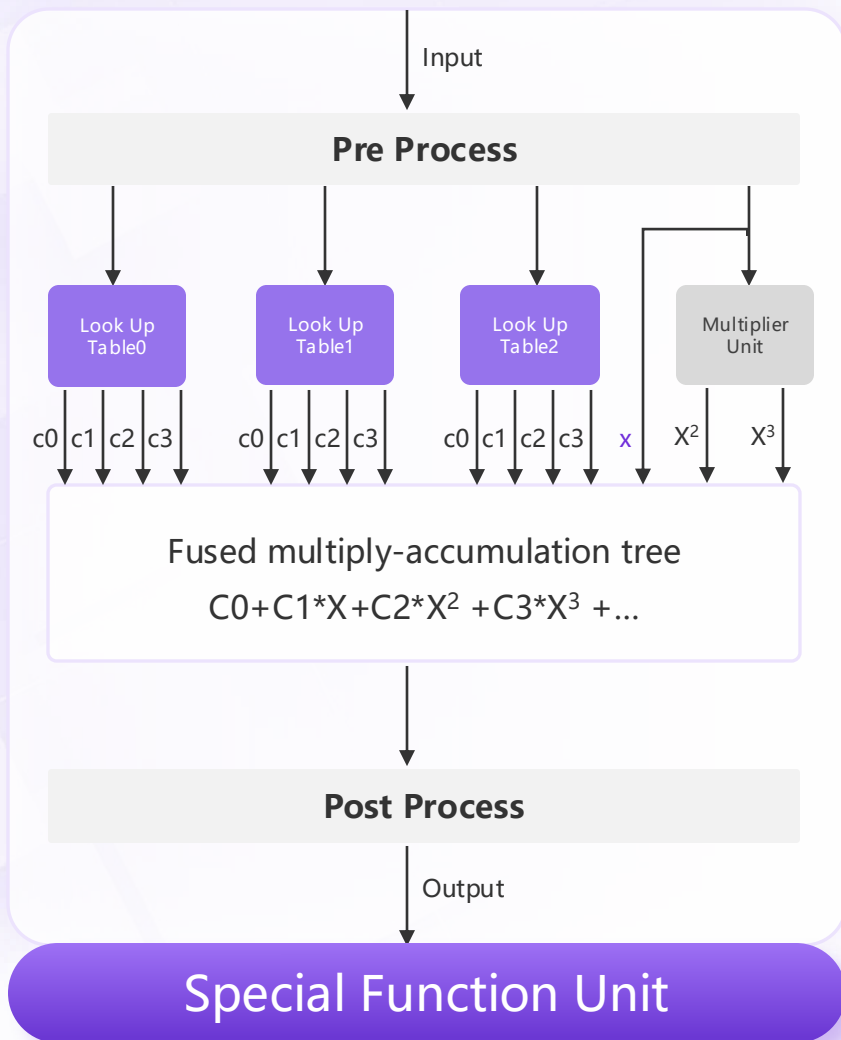 Input
Pre Process
Look Up
Table0
Look Up
Table1
Look Up
Table2
Multiplier
Unit
c0 c1 c2 c3 c0 c1 c2 c3 c0 c1 c2 c3 x X² X³
Fused multiply-accumulation tree
C0+C1*X+C2*X² +C3*X³ +...
Post Process
Output
Special Function Unit